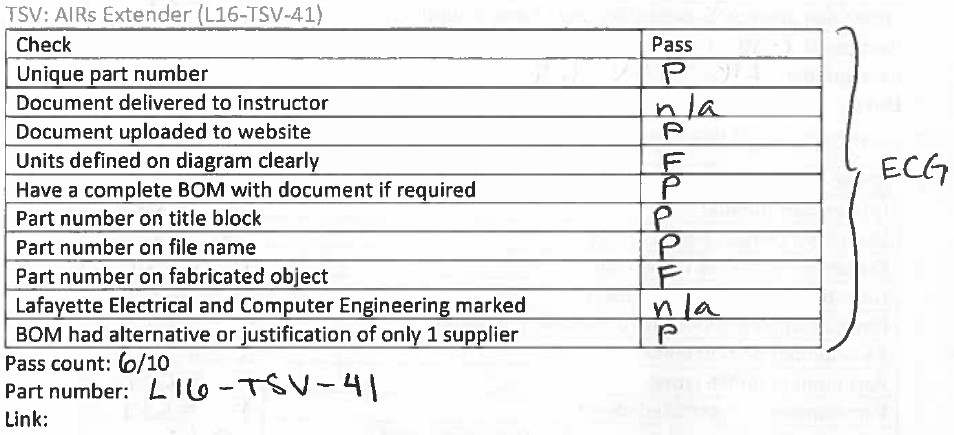 TSV: AIRs Extender (L16-TSV-41)
Check Pass
Unique part number P
Document delivered to instructor n/a
Document uploaded to website P
Units defined on diagram clearly F
Have a complete BOM with document if required P
Part number on title block P
Part number on file name P
Part number on fabricated object F
Lafayette Electrical and Computer Engineering marked n/a
BOM had alternative or justification of only 1 supplier P
ECG
Pass count: 6/10
Part number: L16-TSV-41
Link: